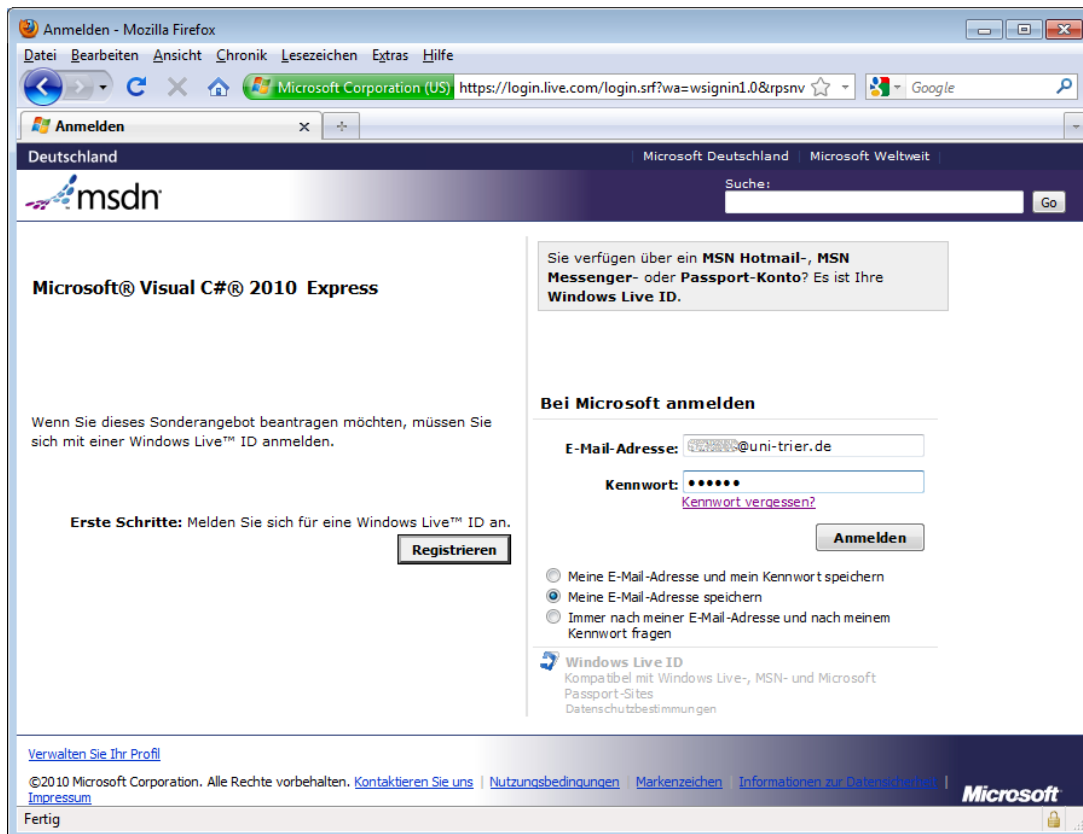 Anmelden - Mozilla Firefox
Datei Bearbeiten Ansicht Chronik Lesezeichen Extras Hilfe
Microsoft Corporation (US) https://login.live.com/login.srf?wa=wsignin1.0&rpsnv Google
Anmelden
Deutschland Microsoft Deutschland | Microsoft Weltweit |
msdn
Suche:
Go
Microsoft® Visual C#® 2010 Express
Wenn Sie dieses Sonderangebot beantragen möchten, müssen Sie
sich mit einer Windows Live™ ID anmelden.
Erste Schritte: Melden Sie sich für eine Windows Live™ ID an.
Registrieren
Sie verfügen über ein MSN Hotmail-, MSN
Messenger- oder Passport-Konto? Es ist Ihre
Windows Live ID.
Bei Microsoft anmelden
E-Mail-Adresse: @uni-trier.de
Kennwort: ••••••
Kennwort vergessen?
Anmelden
Meine E-Mail-Adresse und mein Kennwort speichern
Meine E-Mail-Adresse speichern
Immer nach meiner E-Mail-Adresse und nach meinem
Kennwort fragen
Windows Live ID
Kompatibel mit Windows Live-, MSN- und Microsoft
Passport-Sites
Datenschutzbestimmungen
Verwalten Sie Ihr Profil
©2010 Microsoft Corporation. Alle Rechte vorbehalten. Kontaktieren Sie uns | Nutzungsbedingungen | Markenzeichen | Informationen zur Datensicherheit |
Impressum
Microsoft
Fertig